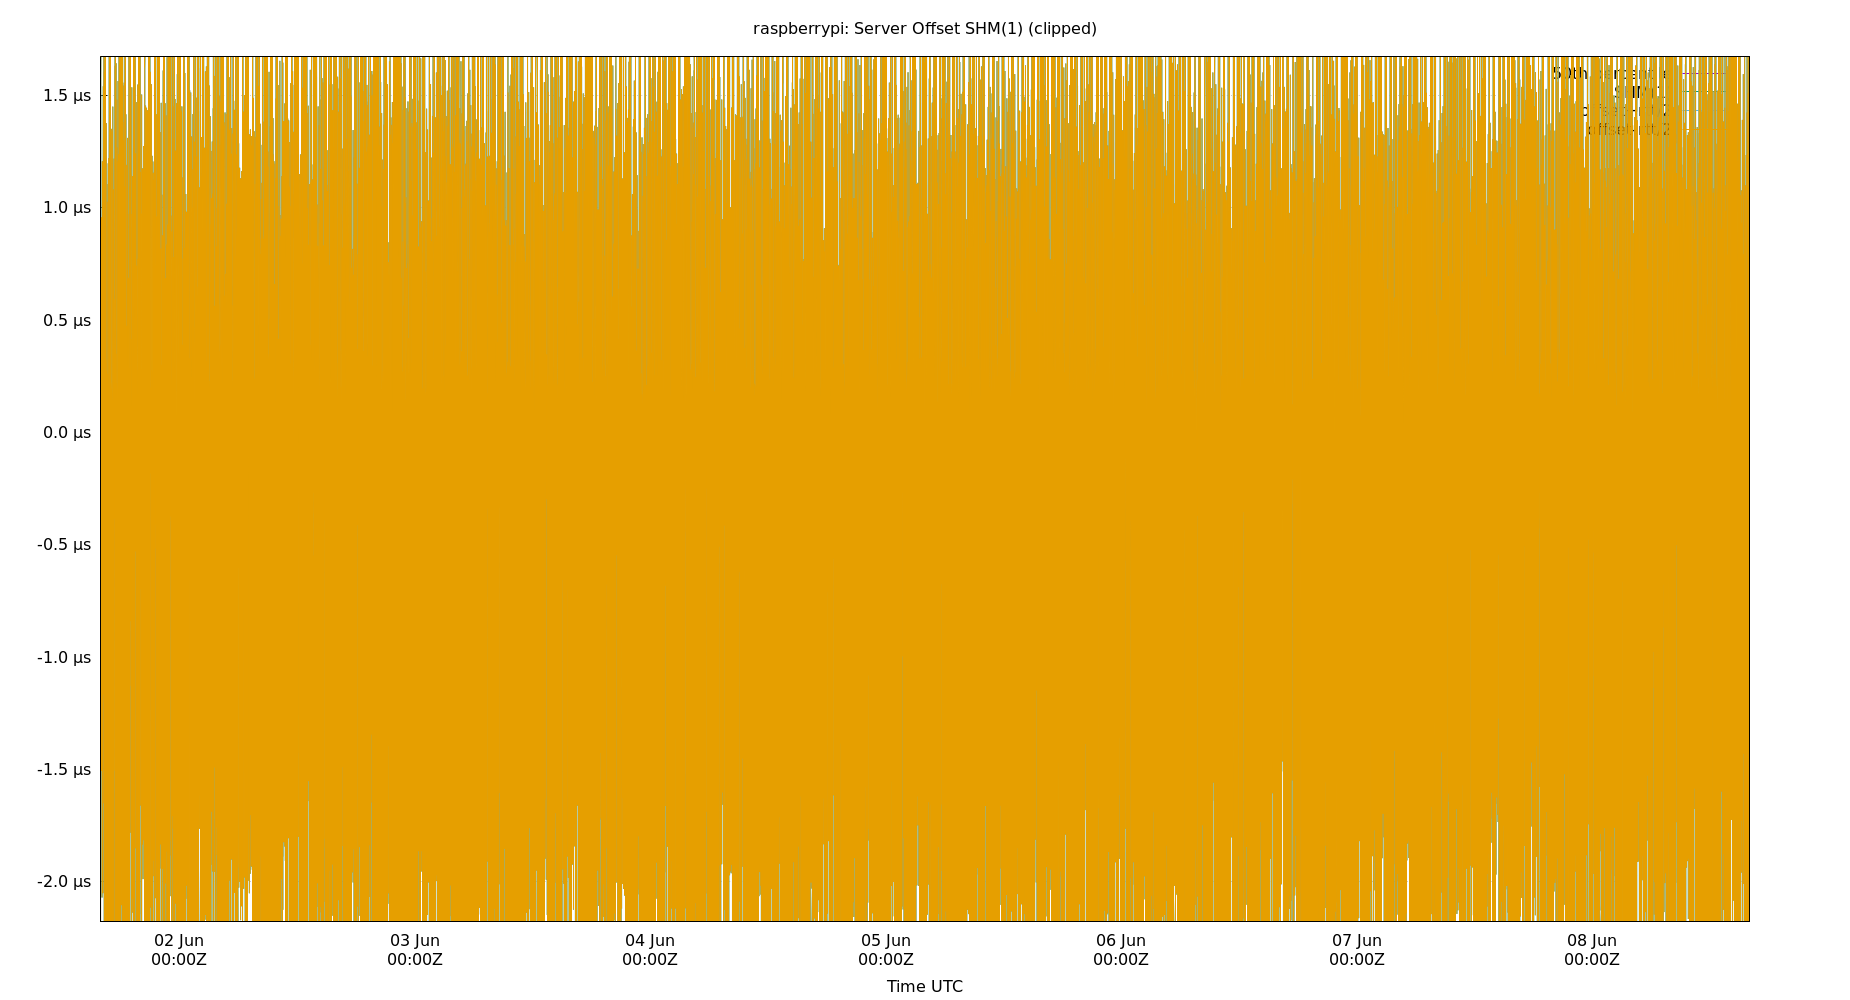 raspberrypi: Server Offset SHM(1) (clipped)
1.5 µs
1.0 µs
0.5 µs
0.0 µs
-0.5 µs
-1.0 µs
-1.5 µs
-2.0 µs
02 Jun 03 Jun 04 Jun 05 Jun 06 Jun 07 Jun 08 Jun
00:00Z 00:00Z 00:00Z 00:00Z 00:00Z 00:00Z 00:00Z
Time UTC